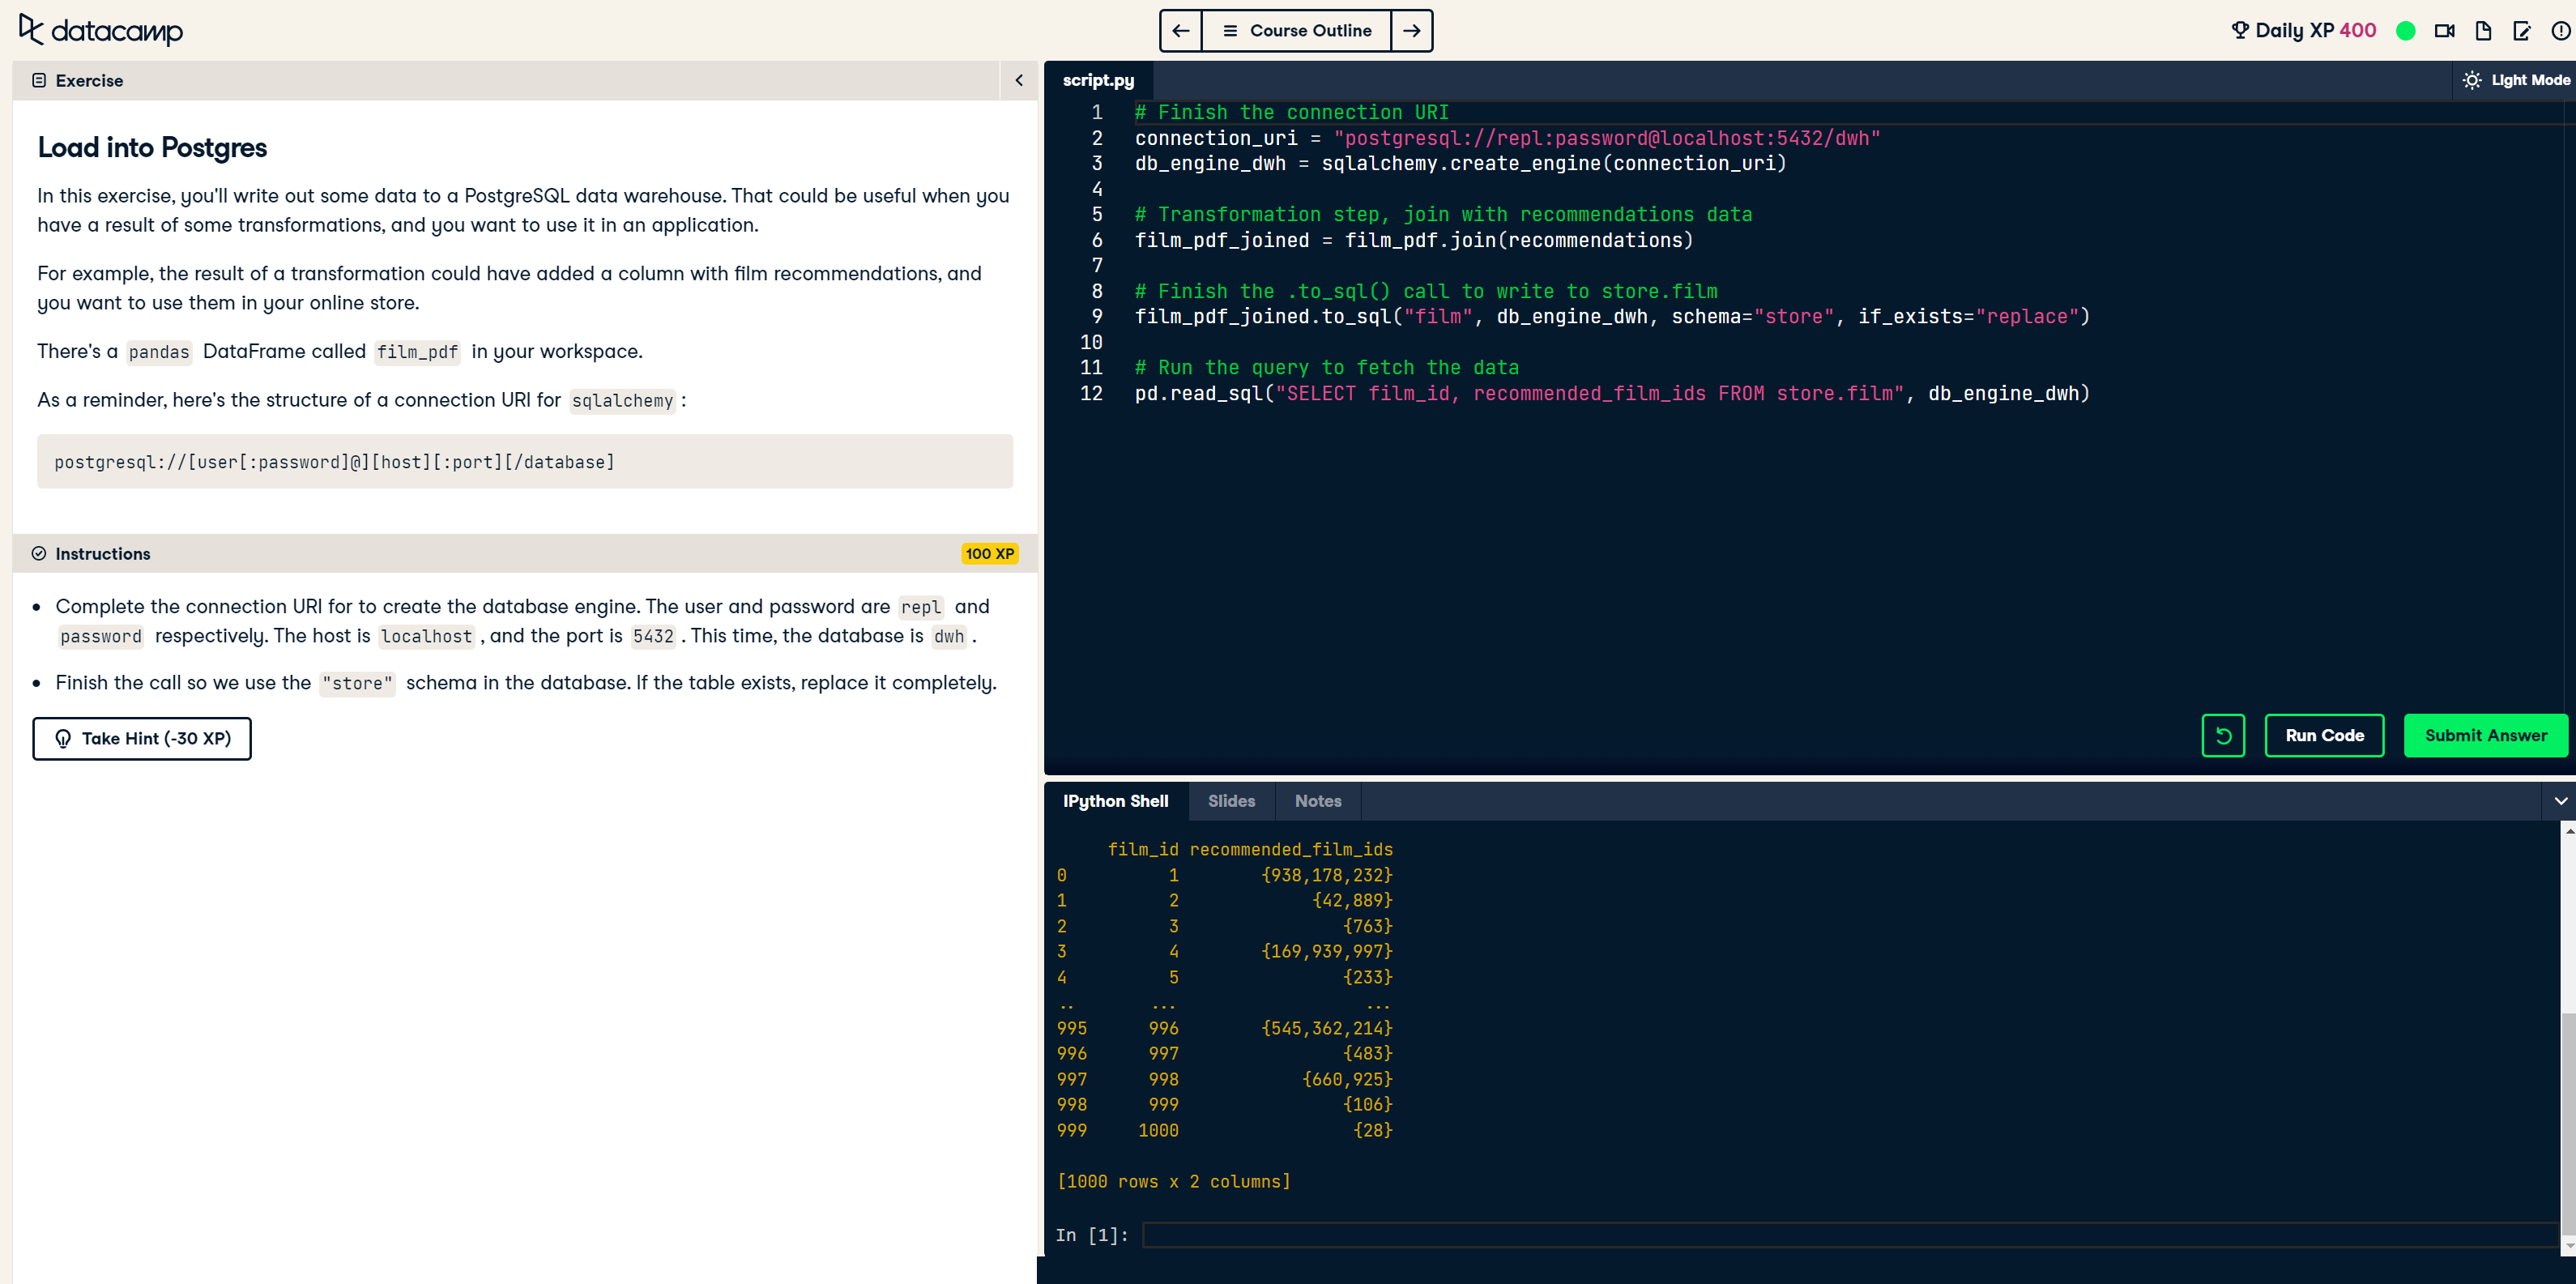 datacamp
Course Outline
Daily XP 400
Exercise
Load into Postgres
In this exercise, you'll write out some data to a PostgreSQL data warehouse. That could be useful when you
have a result of some transformations, and you want to use it in an application.
For example, the result of a transformation could have added a column with film recommendations, and
you want to use them in your online store.
There's a pandas DataFrame called film_pdf in your workspace.
As a reminder, here's the structure of a connection URI for sqlalchemy :
postgresql://[user[:password]@][host][:port][/database]
Instructions
100 XP
Complete the connection URI for to create the database engine. The user and password are repl and
password respectively. The host is localhost , and the port is 5432 . This time, the database is dwh .
Finish the call so we use the "store" schema in the database. If the table exists, replace it completely.
Take Hint (-30 XP)
script.py
Light Mode
1 # Finish the connection URI
2 connection_uri = "postgresql://repl:password@localhost:5432/dwh"
3 db_engine_dwh = sqlalchemy.create_engine(connection_uri)
4
5 # Transformation step, join with recommendations data
6 film_pdf_joined = film_pdf.join(recommendations)
7
8 # Finish the .to_sql() call to write to store.film
9 film_pdf_joined.to_sql("film", db_engine_dwh, schema="store", if_exists="replace")
10
11 # Run the query to fetch the data
12 pd.read_sql("SELECT film_id, recommended_film_ids FROM store.film", db_engine_dwh)
Run Code
Submit Answer
IPython Shell
Slides
Notes
film_id recommended_film_ids
0 1 {938,178,232}
1 2 {42,889}
2 3 {763}
3 4 {169,939,997}
4 5 {233}
.. ... ...
995 996 {545,362,214}
996 997 {483}
997 998 {660,925}
998 999 {106}
999 1000 {28}
[1000 rows x 2 columns]
In [1]: